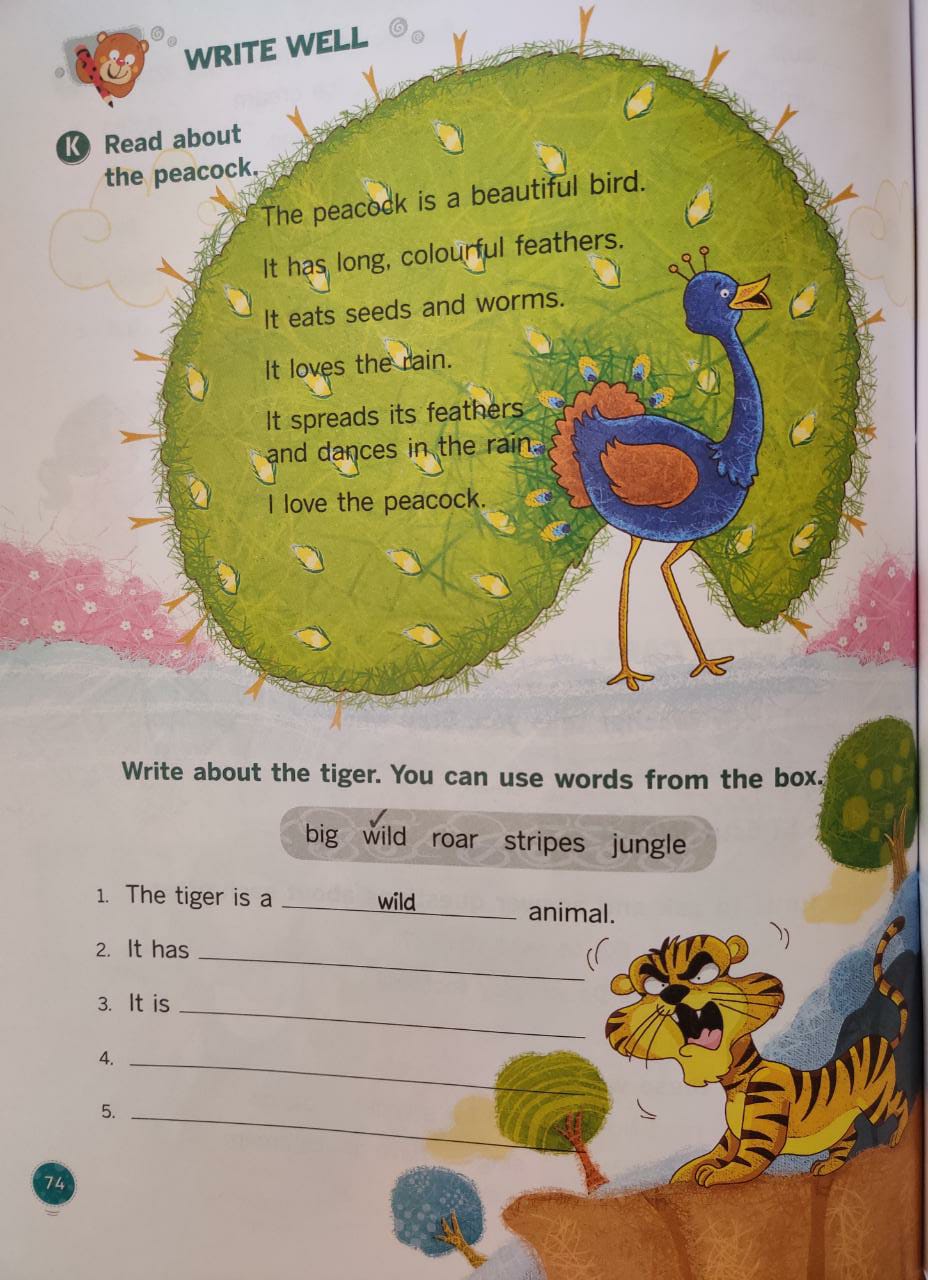 WRITE WELL
K Read about
the peacock.
The peacock is a beautiful bird.
It has long, colourful feathers.
It eats seeds and worms.
It loves the rain.
It spreads its feathers
and dances in the rain.
I love the peacock.
Write about the tiger. You can use words from the box.
big wild roar stripes jungle
1. The tiger is a wild animal.
2. It has
3. It is
4.
5.
74